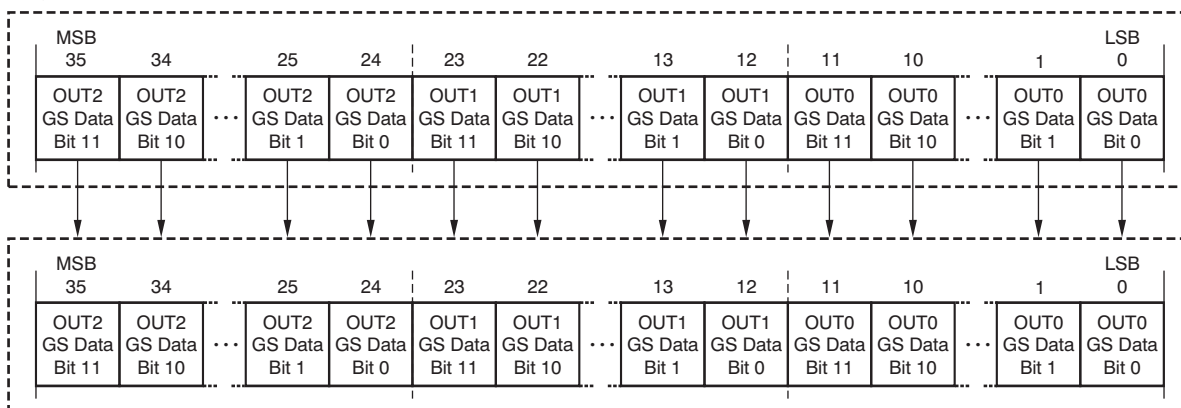 MSB LSB
35 34 25 24 23 22 13 12 11 10 1 0
OUT2 OUT2 OUT2 OUT2 OUT1 OUT1 OUT1 OUT1 OUT0 OUT0 OUT0 OUT0
GS Data GS Data ··· GS Data GS Data GS Data GS Data ··· GS Data GS Data GS Data GS Data ··· GS Data GS Data
Bit 11 Bit 10 Bit 1 Bit 0 Bit 11 Bit 10 Bit 1 Bit 0 Bit 11 Bit 10 Bit 1 Bit 0
MSB LSB
35 34 25 24 23 22 13 12 11 10 1 0
OUT2 OUT2 OUT2 OUT2 OUT1 OUT1 OUT1 OUT1 OUT0 OUT0 OUT0 OUT0
GS Data GS Data ··· GS Data GS Data GS Data GS Data ··· GS Data GS Data GS Data GS Data ··· GS Data GS Data
Bit 11 Bit 10 Bit 1 Bit 0 Bit 11 Bit 10 Bit 1 Bit 0 Bit 11 Bit 10 Bit 1 Bit 0